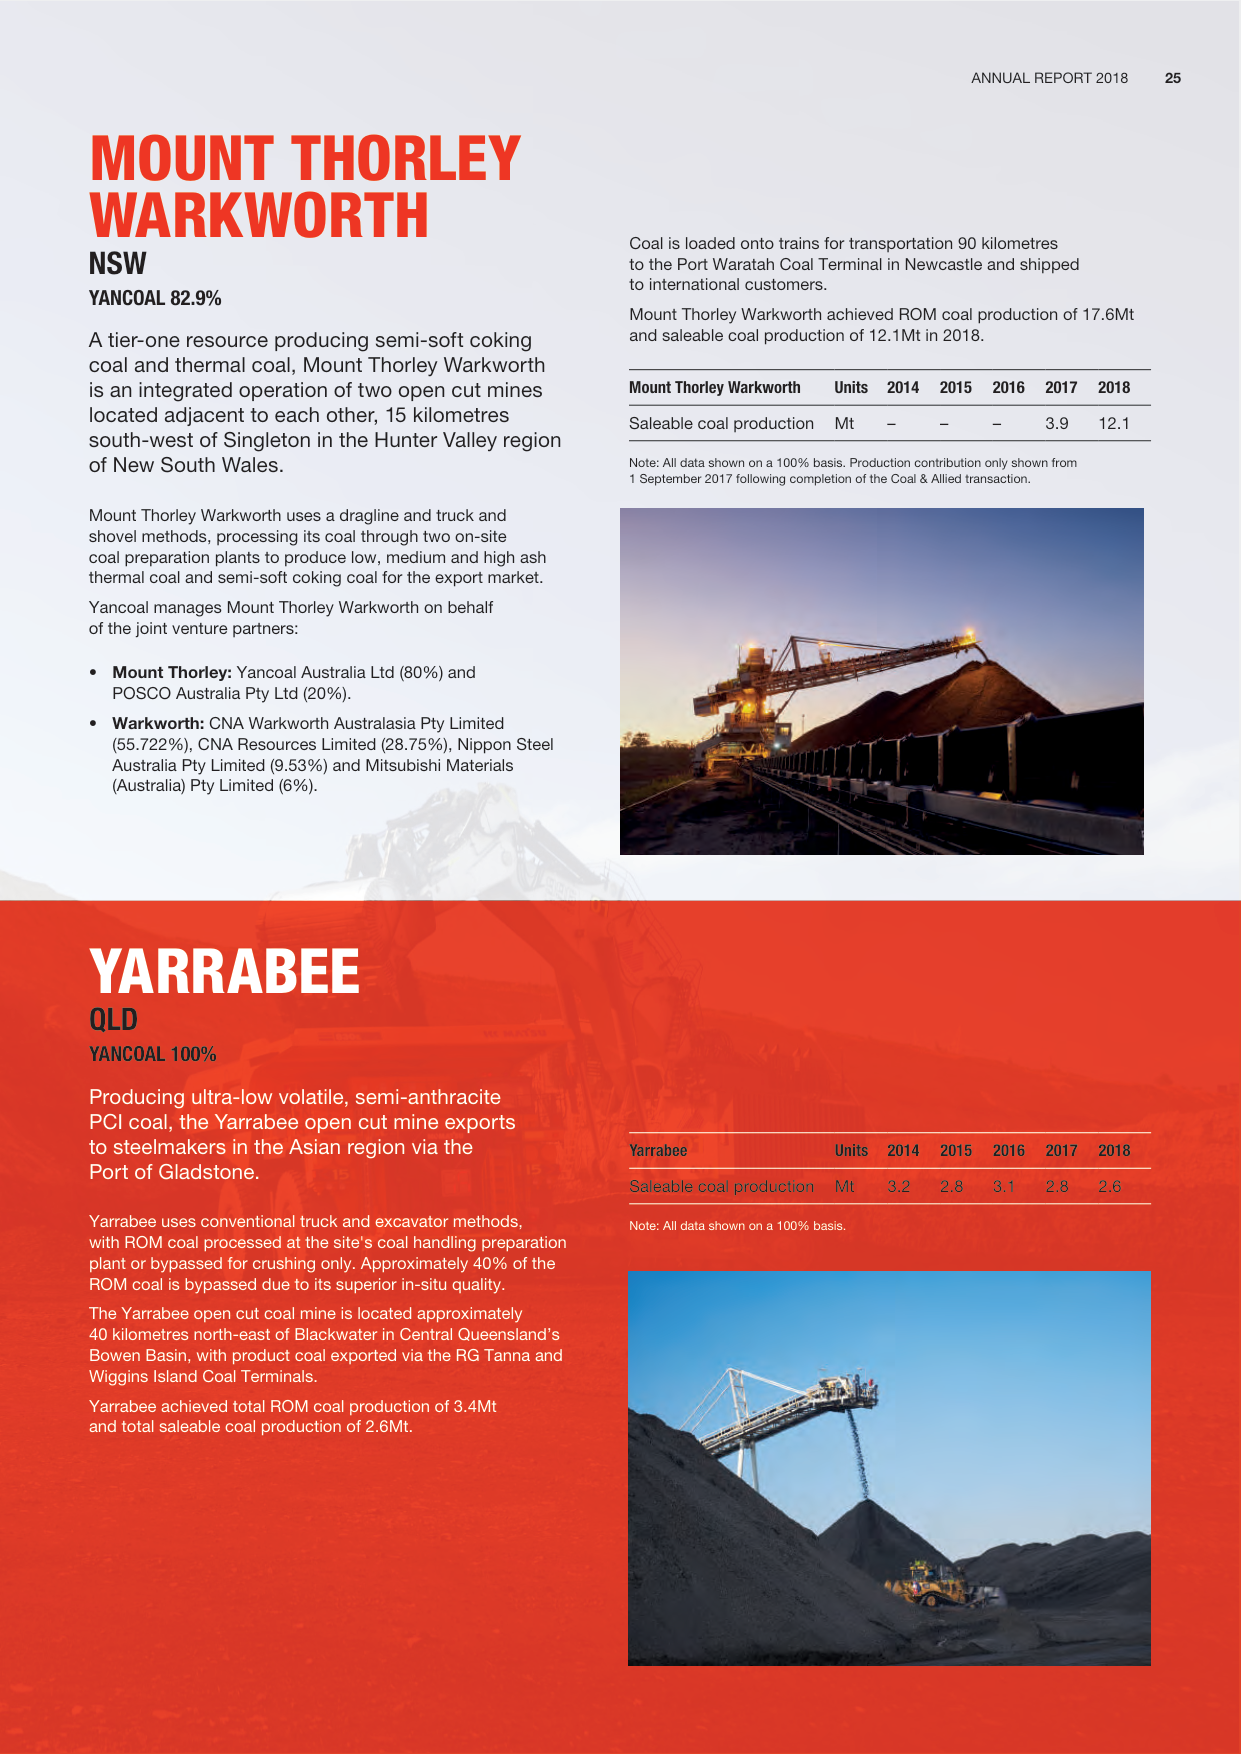 ANNUAL REPORT 2018 25
MOUNT THORLEY
WARKWORTH
NSW
YANCOAL 82.9%
A tier-one resource producing semi-soft coking
coal and thermal coal, Mount Thorley Warkworth
is an integrated operation of two open cut mines
located adjacent to each other, 15 kilometres
south-west of Singleton in the Hunter Valley region
of New South Wales.
Mount Thorley Warkworth uses a dragline and truck and
shovel methods, processing its coal through two on-site
coal preparation plants to produce low, medium and high ash
thermal coal and semi-soft coking coal for the export market.
Yancoal manages Mount Thorley Warkworth on behalf
of the joint venture partners:
• Mount Thorley: Yancoal Australia Ltd (80%) and
POSCO Australia Pty Ltd (20%).
• Warkworth: CNA Warkworth Australasia Pty Limited
(55.722%), CNA Resources Limited (28.75%), Nippon Steel
Australia Pty Limited (9.53%) and Mitsubishi Materials
(Australia) Pty Limited (6%).
Coal is loaded onto trains for transportation 90 kilometres
to the Port Waratah Coal Terminal in Newcastle and shipped
to international customers.
Mount Thorley Warkworth achieved ROM coal production of 17.6Mt
and saleable coal production of 12.1Mt in 2018.
Mount Thorley Warkworth Units 2014 2015 2016 2017 2018
Saleable coal production Mt – – – 3.9 12.1
Note: All data shown on a 100% basis. Production contribution only shown from
1 September 2017 following completion of the Coal & Allied transaction.
YARRABEE
QLD
YANCOAL 100%
Producing ultra-low volatile, semi-anthracite
PCI coal, the Yarrabee open cut mine exports
to steelmakers in the Asian region via the
Port of Gladstone.
Yarrabee uses conventional truck and excavator methods,
with ROM coal processed at the site's coal handling preparation
plant or bypassed for crushing only. Approximately 40% of the
ROM coal is bypassed due to its superior in-situ quality.
The Yarrabee open cut coal mine is located approximately
40 kilometres north-east of Blackwater in Central Queensland’s
Bowen Basin, with product coal exported via the RG Tanna and
Wiggins Island Coal Terminals.
Yarrabee achieved total ROM coal production of 3.4Mt
and total saleable coal production of 2.6Mt.
Yarrabee Units 2014 2015 2016 2017 2018
Saleable coal production Mt 3.2 2.8 3.1 2.8 2.6
Note: All data shown on a 100% basis.